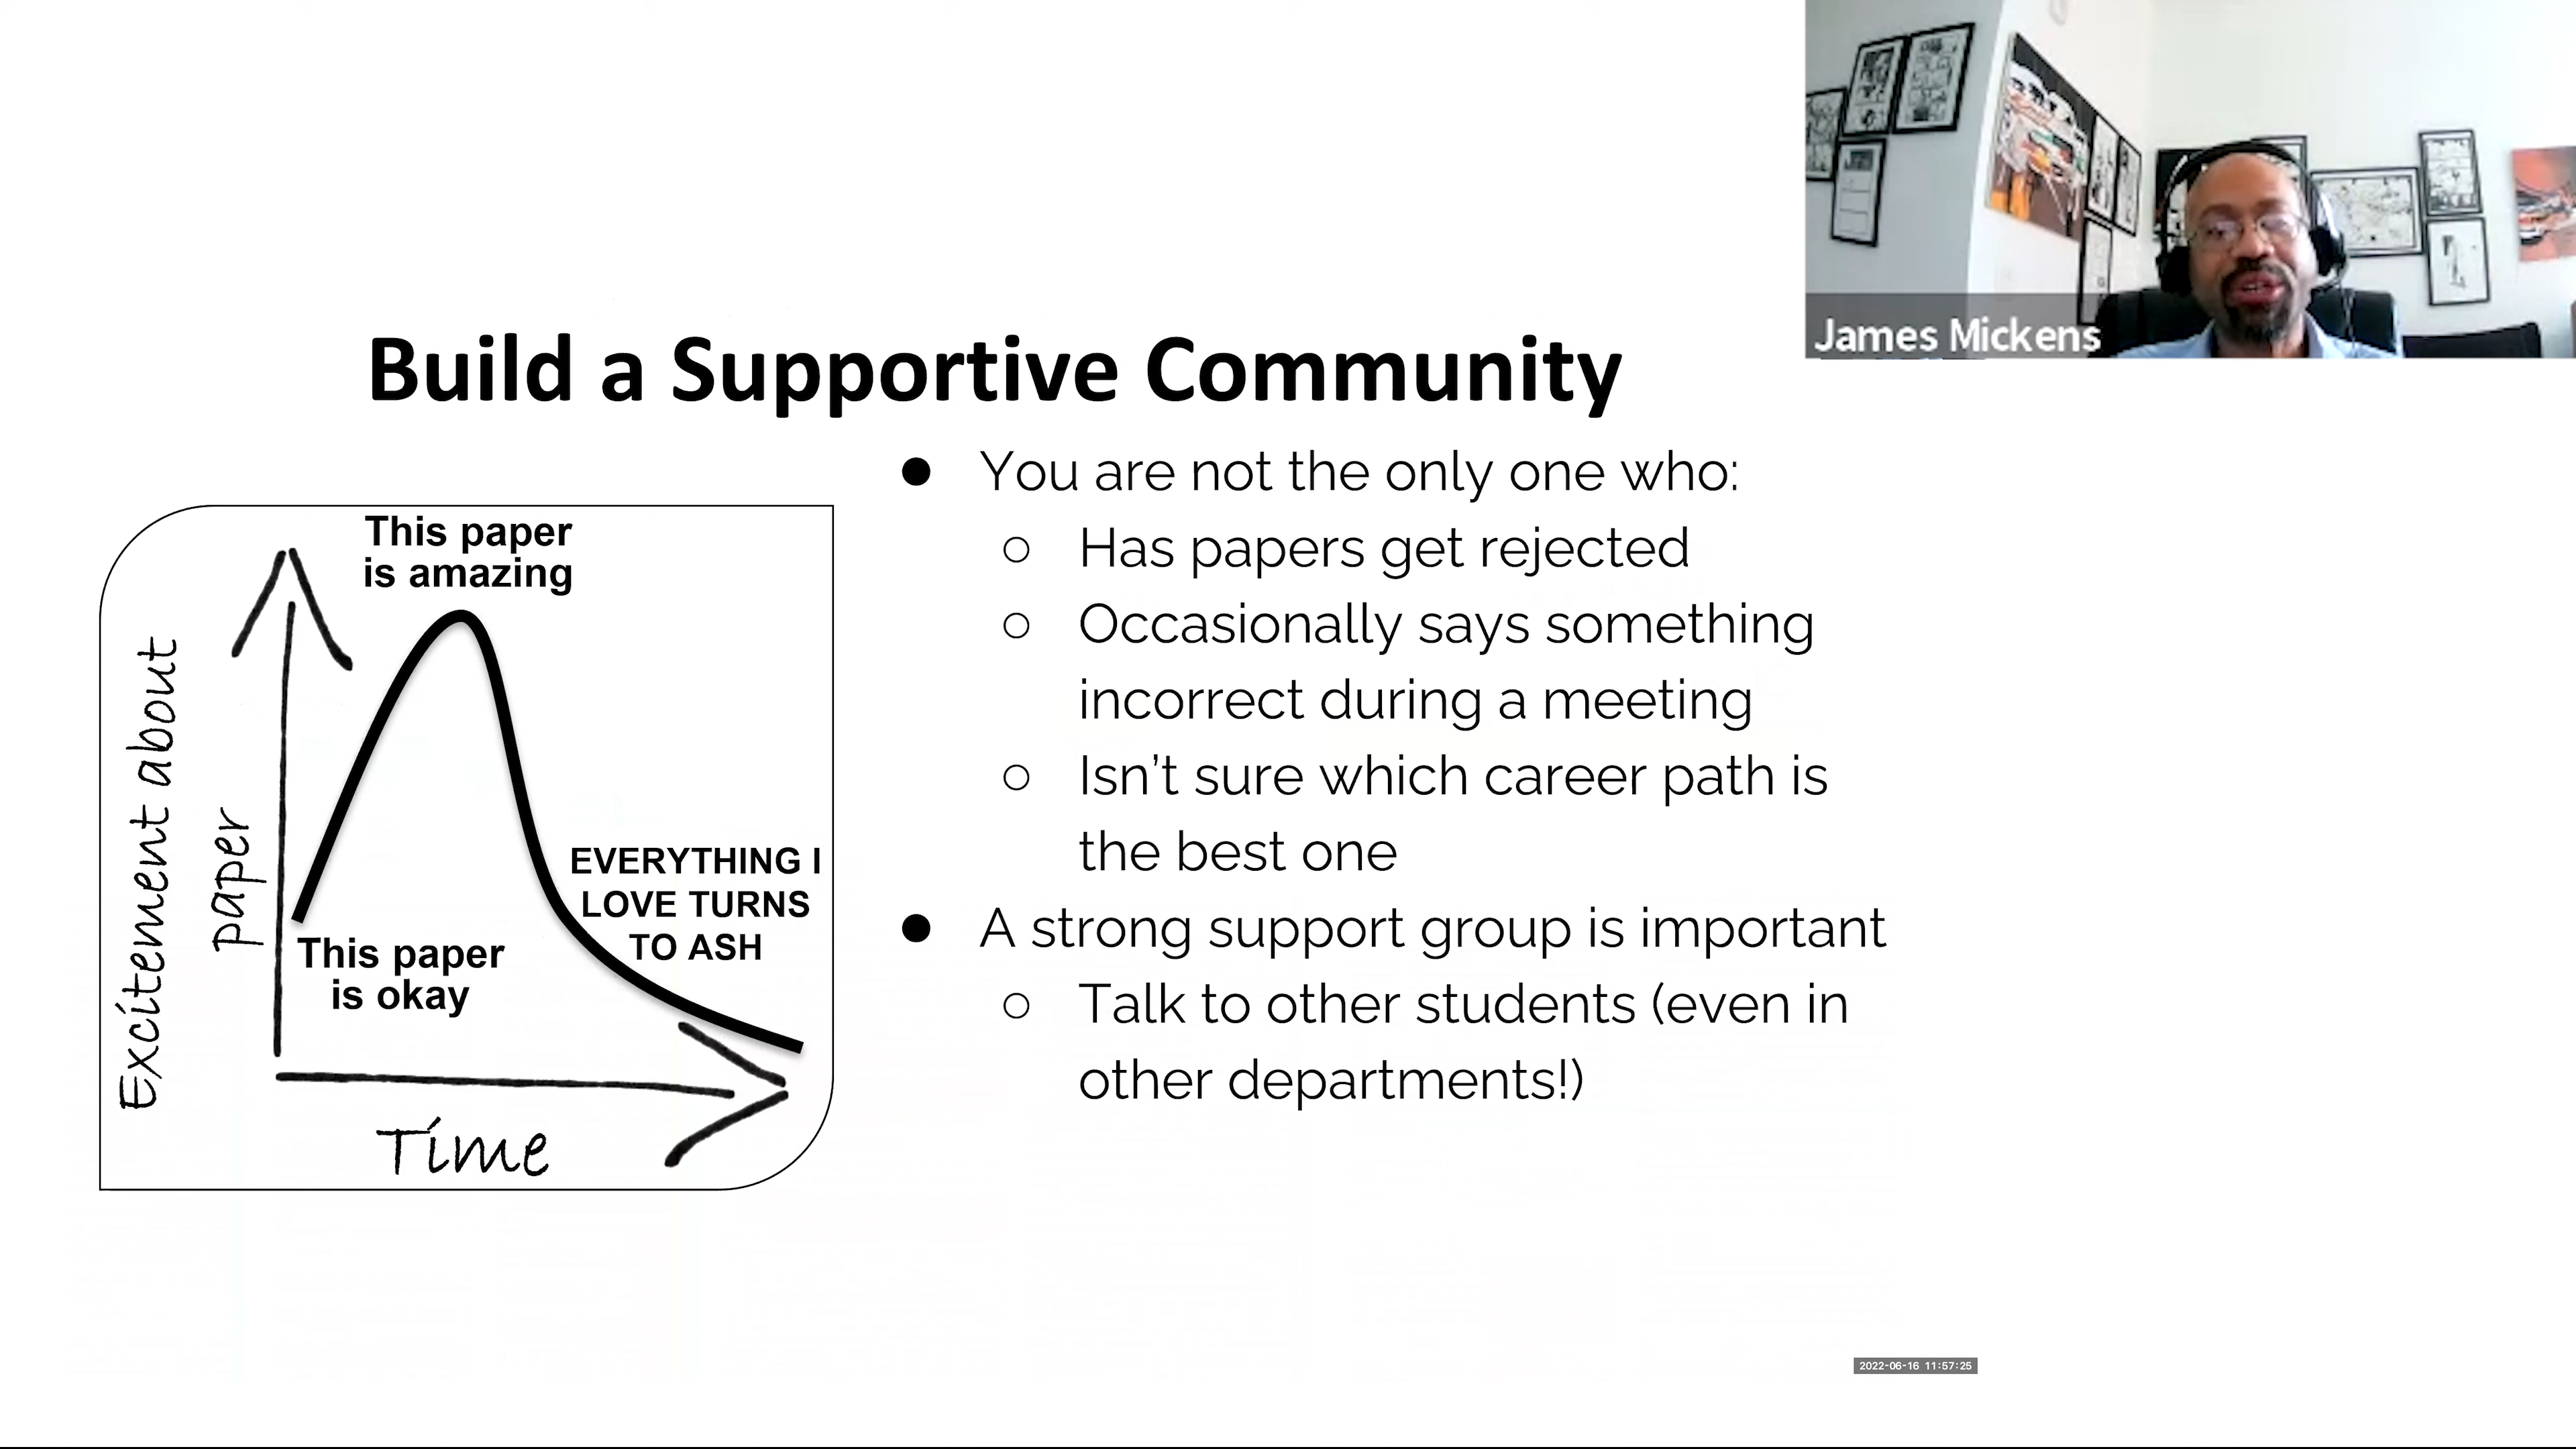 James Mickens
Build a Supportive Community
This paper
is amazing
Excitement about
paper
This paper
is okay
EVERYTHING I
LOVE TURNS
TO ASH
Time
● You are not the only one who:
○ Has papers get rejected
○ Occasionally says something
incorrect during a meeting
○ Isn’t sure which career path is
the best one
● A strong support group is important
○ Talk to other students (even in
other departments!)
2022-06-16 11:57:25